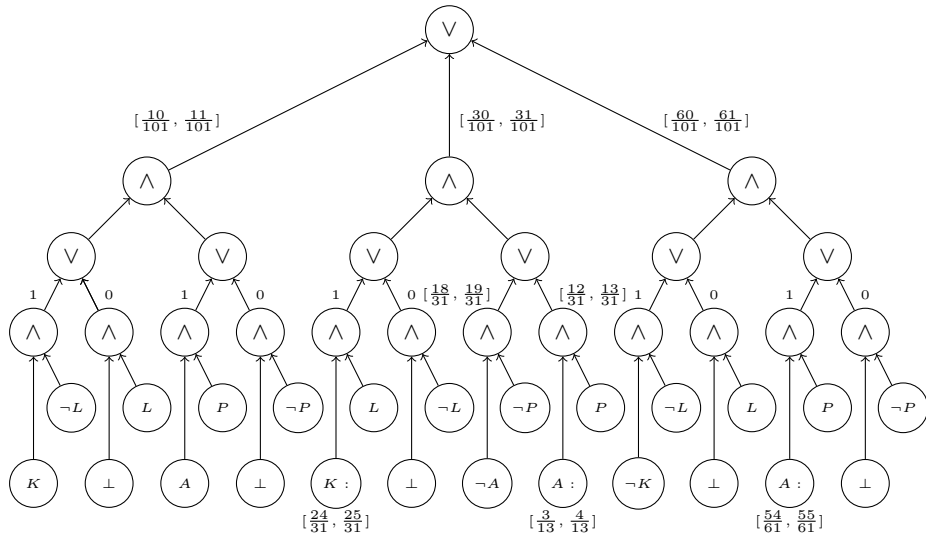 ∨
[10/101, 11/101] [30/101, 31/101] [60/101, 61/101]
∧ ∧ ∧
∨ ∨ ∨ ∨ ∨ ∨
1 0 1 0 1 0 [18/31, 19/31] [12/31, 13/31] 1 0 1 0
∧ ∧ ∧ ∧ ∧ ∧ ∧ ∧ ∧ ∧ ∧ ∧
¬L L P ¬P L ¬L ¬P P ¬L L P ¬P
K ⊥ A ⊥ K : ⊥ ¬A A : ¬K ⊥ A : ⊥
[24/31, 25/31] [3/13, 4/13] [54/61, 55/61]